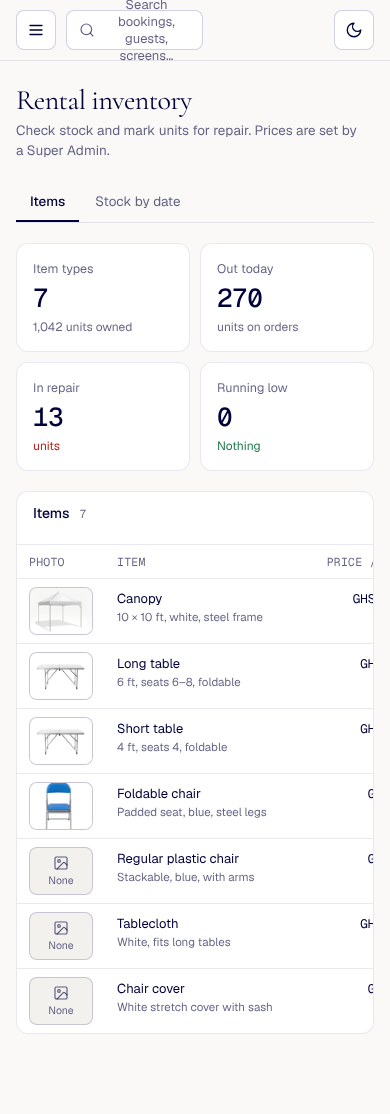 Search
bookings,
guests,
screens…
Rental inventory
Check stock and mark units for repair. Prices are set by
a Super Admin.
Items
Stock by date
Item types
7
1,042 units owned
Out today
270
units on orders
In repair
13
units
Running low
0
Nothing
Items 7
PHOTO ITEM PRICE /
Canopy GHS
10 × 10 ft, white, steel frame
Long table GH
6 ft, seats 6–8, foldable
Short table GH
4 ft, seats 4, foldable
Foldable chair G
Padded seat, blue, steel legs
Regular plastic chair G
Stackable, blue, with arms
None
Tablecloth GH
White, fits long tables
None
Chair cover G
White stretch cover with sash
None